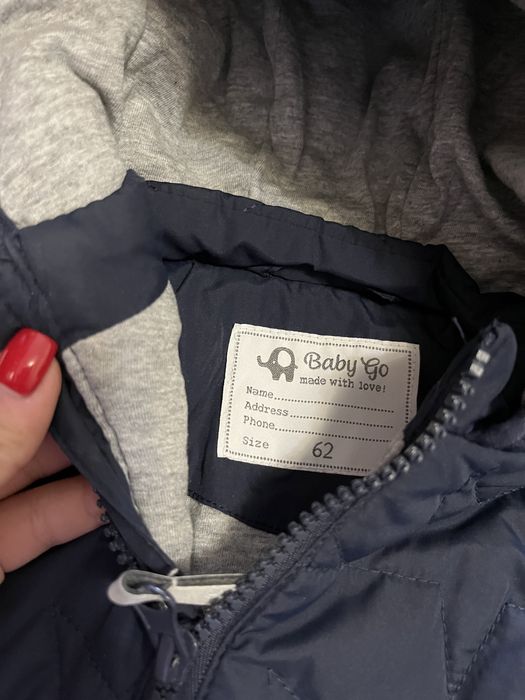 Baby Go
made with love!
Name
Address
Phone
Size 62